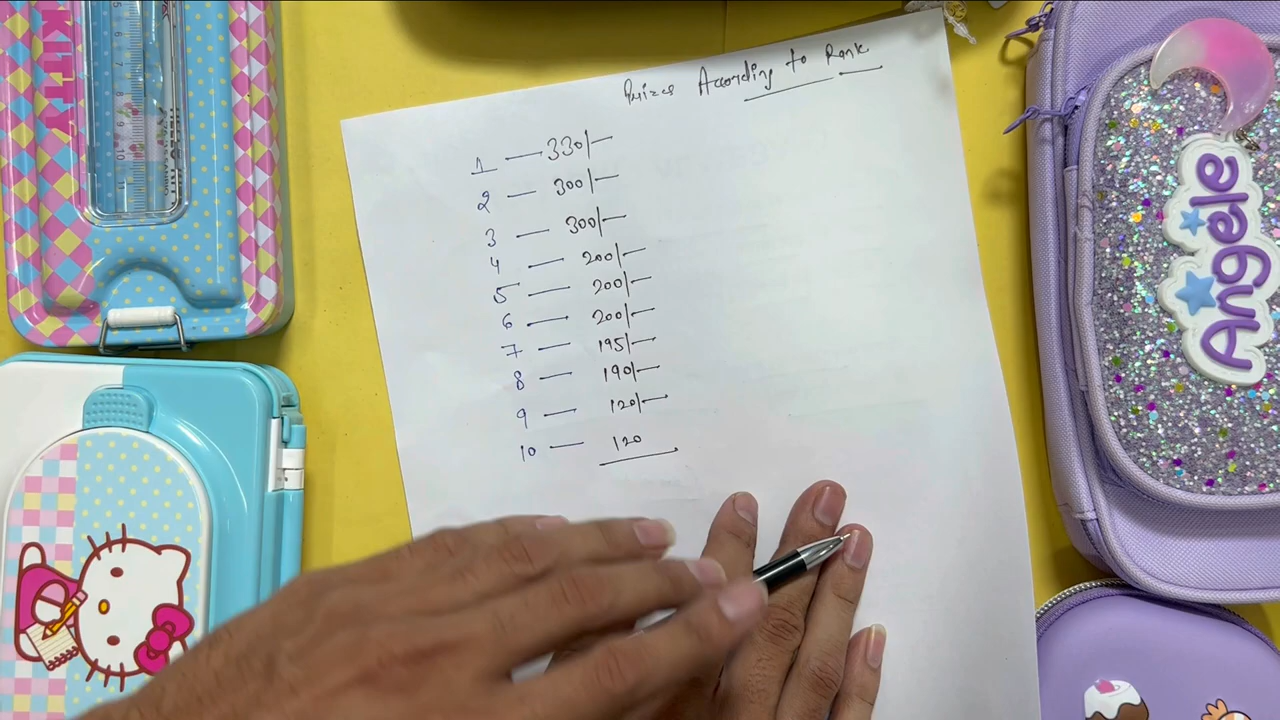 According to Rank
1 — 330/-
2 — 300/-
3 — 300/-
4 — 200/-
5 — 200/-
6 — 200/-
7 — 195/-
8 — 190/-
9 — 120/-
10 — 120
KITTY
Angele